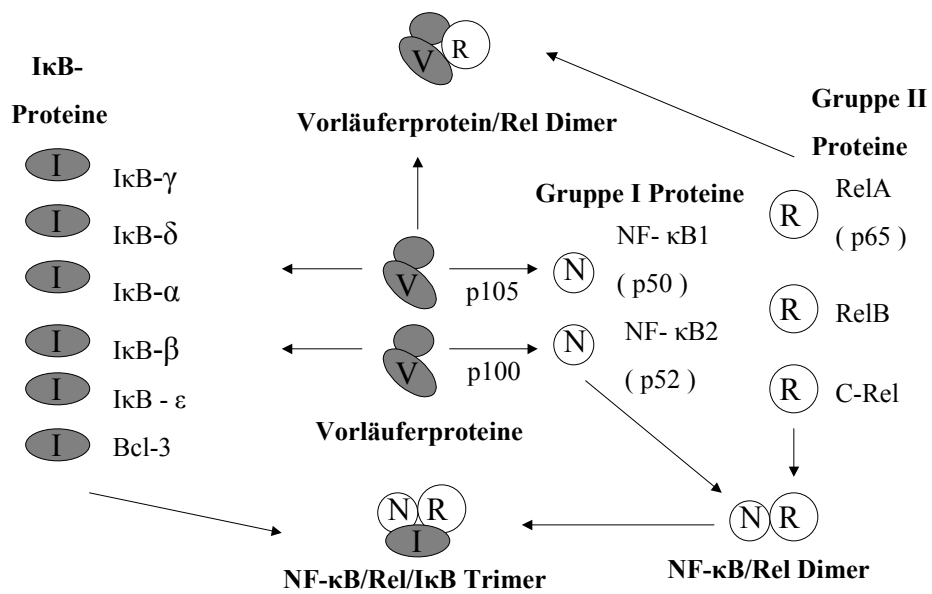 V R
IκB-
Proteine
Vorläuferprotein/Rel Dimer
Gruppe II
Proteine
I IκB-γ
I IκB-δ
I IκB-α
I IκB-β
I IκB - ε
I Bcl-3
Gruppe I Proteine
V p105 N NF- κB1
( p50 )
V p100 N NF- κB2
( p52 )
Vorläuferproteine
R RelA
( p65 )
R RelB
R C-Rel
N R
I
NF-κB/Rel/IκB Trimer
N R
NF-κB/Rel Dimer